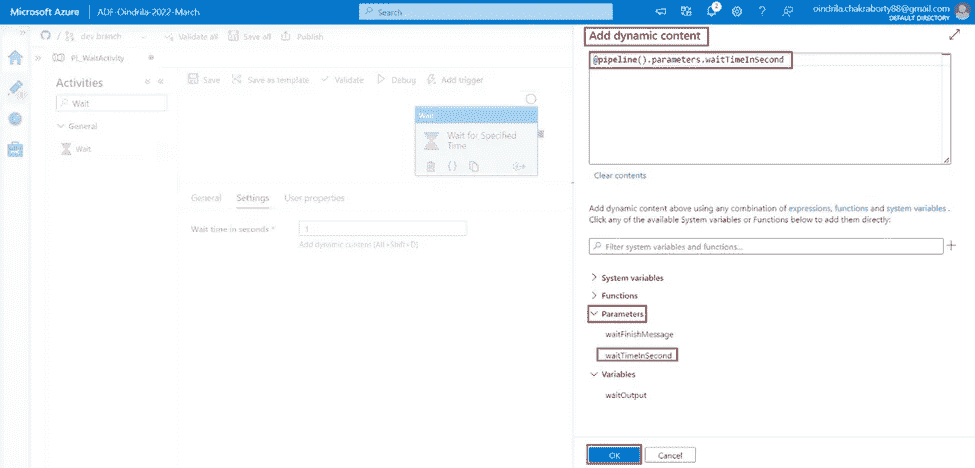 Microsoft Azure | ADF-Oindrila-2022-March Search 2 oindrila.chakraborty88@gmail.com
DEFAULT DIRECTORY
dev branch Validate all Publish
PL_WaitActivity
Activities
Wait
General
Wait
Save Save as template Validate Debug Add trigger
Wait
Wait for Specified
Time
General Settings User properties
Wait time in seconds * 1
Add dynamic content [Alt+Shift+D]
Add dynamic content
@pipeline().parameters.waitTimeInSecond
Clear contents
Add dynamic content above using any combination of expressions, functions and system variables .
Click any of the available System variables or Functions below to add them directly:
Filter system variables and functions...
System variables
Functions
Parameters
waitFinishMessage
waitTimeInSecond
Variables
waitOutput
OK Cancel